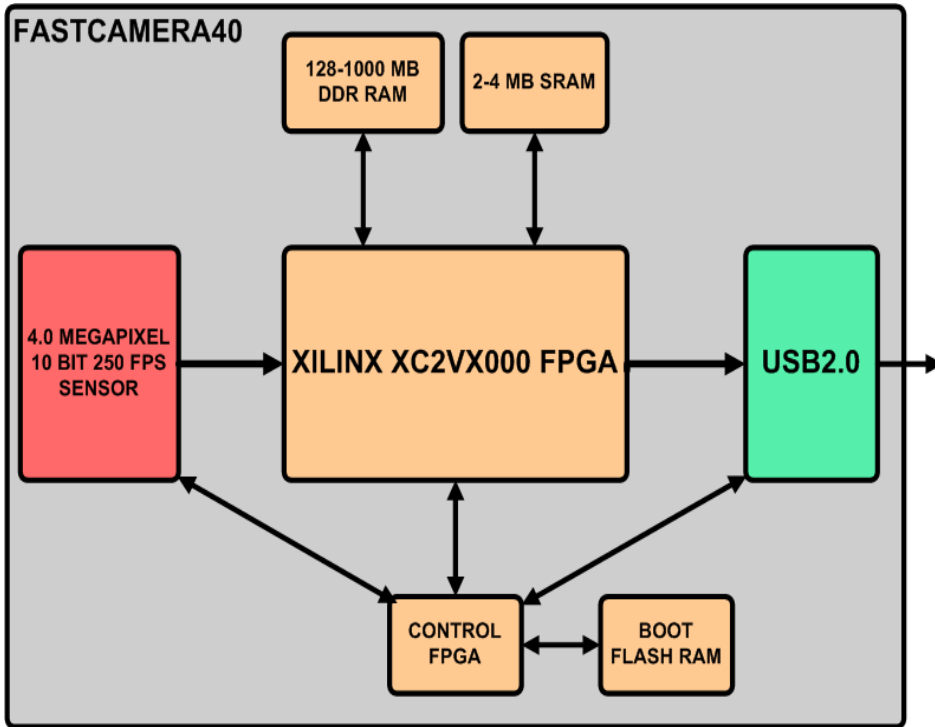 FASTCAMERA40
128-1000 MB
DDR RAM
2-4 MB SRAM
4.0 MEGAPIXEL
10 BIT 250 FPS
SENSOR
XILINX XC2VX000 FPGA
USB2.0
CONTROL
FPGA
BOOT
FLASH RAM